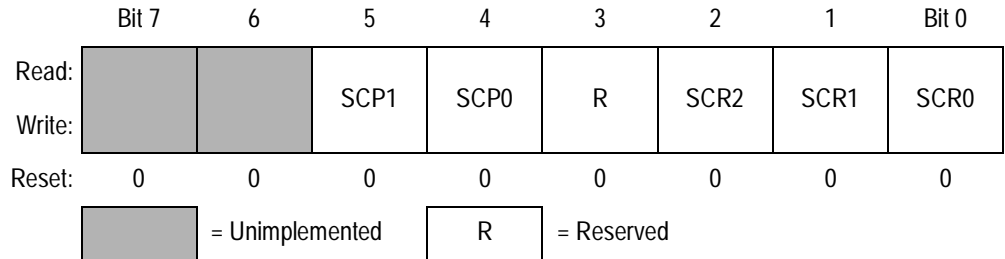 Bit 7 6 5 4 3 2 1 Bit 0
Read:
SCP1 SCP0 R SCR2 SCR1 SCR0
Write:
Reset: 0 0 0 0 0 0 0 0
= Unimplemented R = Reserved